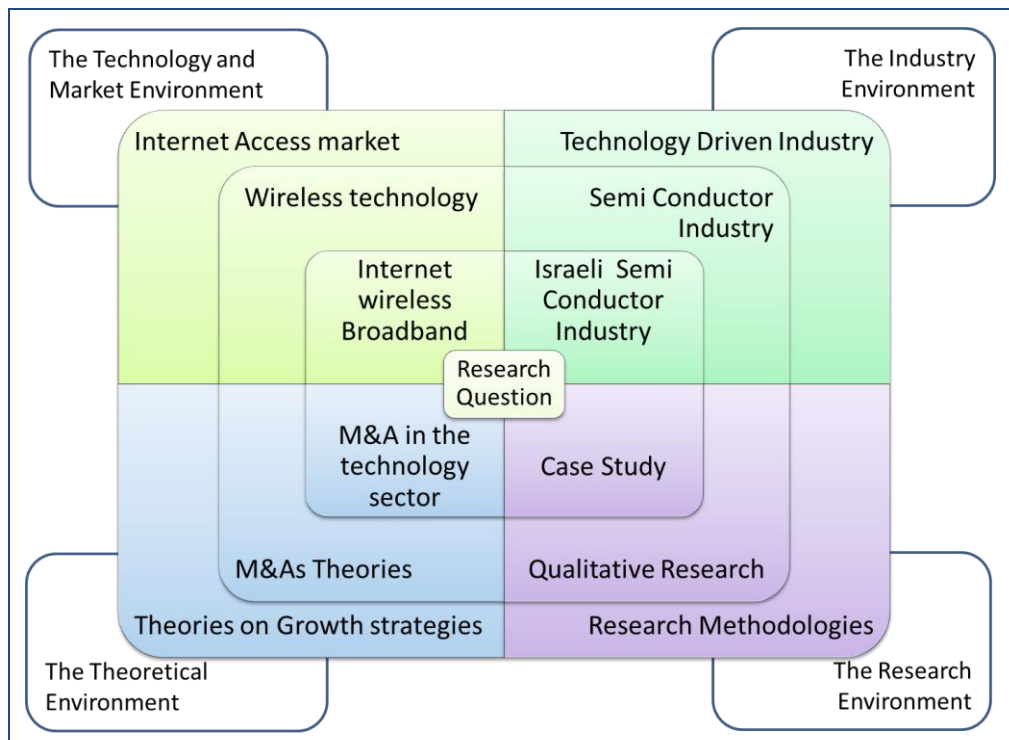 The Technology and
Market Environment
The Industry
Environment
Internet Access market
Technology Driven Industry
Wireless technology
Semi Conductor
Industry
Internet
wireless
Broadband
Israeli Semi
Conductor
Industry
Research
Question
M&A in the
technology
sector
Case Study
M&As Theories
Qualitative Research
Theories on Growth strategies
Research Methodologies
The Theoretical
Environment
The Research
Environment